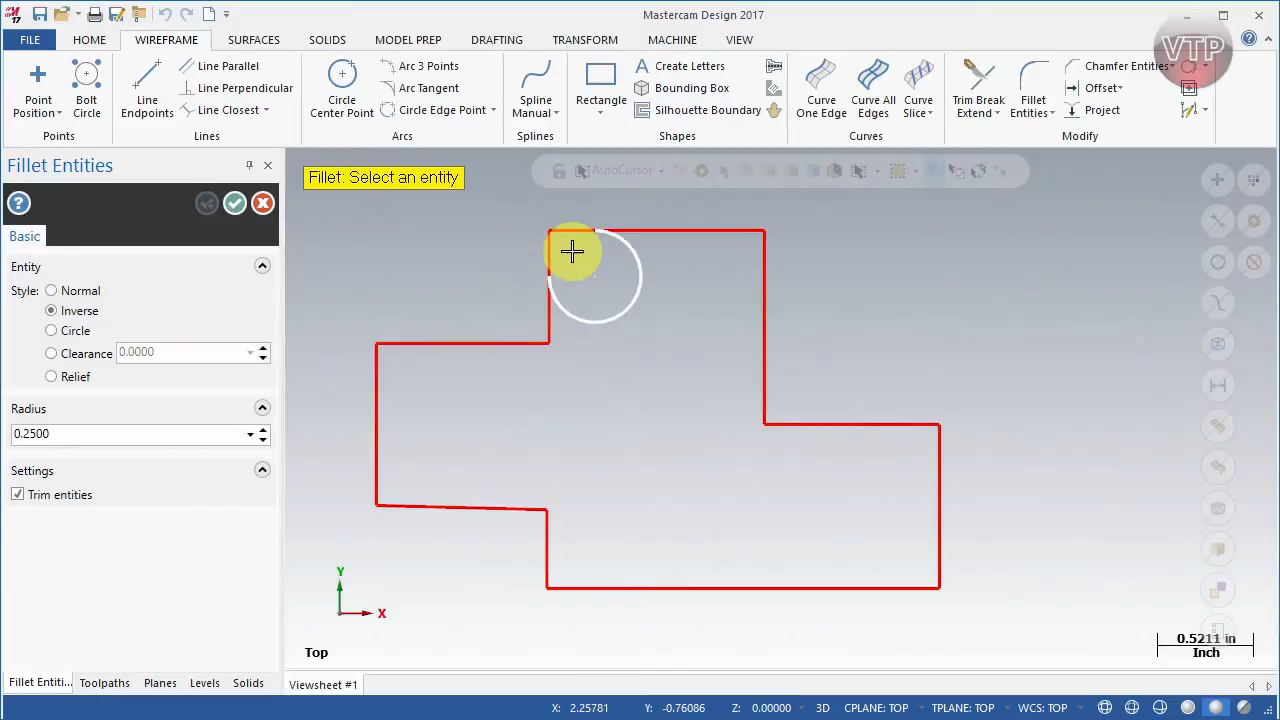 17
Mastercam Design 2017
FILE
HOME
WIREFRAME
SURFACES
SOLIDS
MODEL PREP
DRAFTING
TRANSFORM
MACHINE
VIEW
VTP
Point
Position
Bolt
Circle
Points
Line
Endpoints
Line Parallel
Line Perpendicular
Line Closest
Lines
Circle
Center Point
Arc 3 Points
Arc Tangent
Circle Edge Point
Arcs
Spline
Manual
Splines
Rectangle
Create Letters
Bounding Box
Silhouette Boundary
Shapes
Curve
One Edge
Curve All
Edges
Curve
Slice
Curves
Trim Break
Extend
Fillet
Entities
Chamfer Entities
Offset
Project
Modify
Fillet Entities
Basic
Entity
Style:
Normal
Inverse
Circle
Clearance
0.0000
Relief
Radius
0.2500
Settings
Trim entities
Fillet: Select an entity
AutoCursor
Y
X
Top
0.5211 in
Inch
Fillet Entiti...
Toolpaths
Planes
Levels
Solids
Viewsheet #1
X: 2.25781
Y: -0.76086
Z: 0.00000
3D
CPLANE: TOP
TPLANE: TOP
WCS: TOP